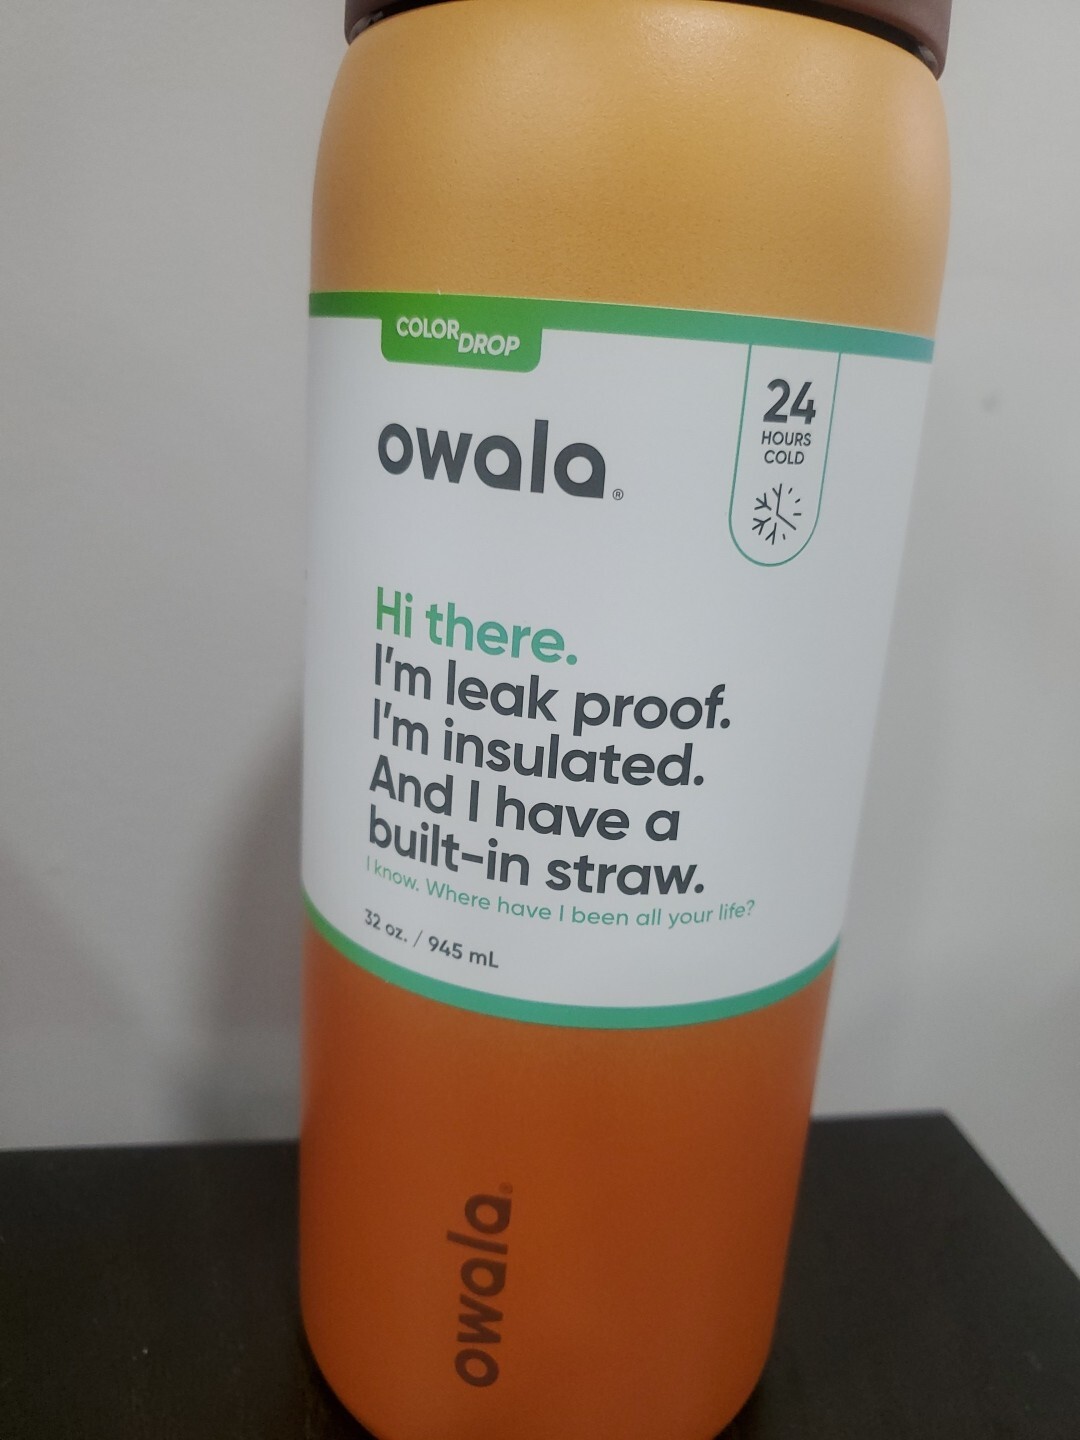 COLOR DROP
owala®
24
HOURS
COLD
Hi there.
I'm leak proof.
I'm insulated.
And I have a
built-in straw.
I know. Where have I been all your life?
32 oz. / 945 mL
owala®